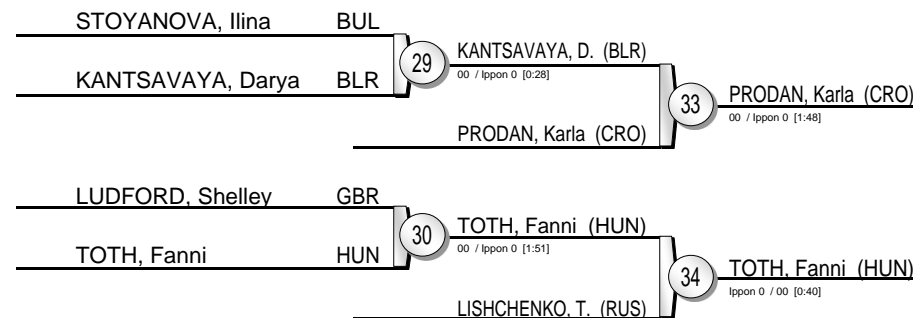 STOYANOVA, Ilina BUL
29
KANTSAVAYA, D. (BLR)
00 / Ippon 0 [0:28]
KANTSAVAYA, Darya BLR
33
PRODAN, Karla (CRO)
00 / Ippon 0 [1:48]
PRODAN, Karla (CRO)
LUDFORD, Shelley GBR
30
TOTH, Fanni (HUN)
00 / Ippon 0 [1:51]
TOTH, Fanni HUN
34
TOTH, Fanni (HUN)
Ippon 0 / 00 [0:40]
LISHCHENKO, T. (RUS)